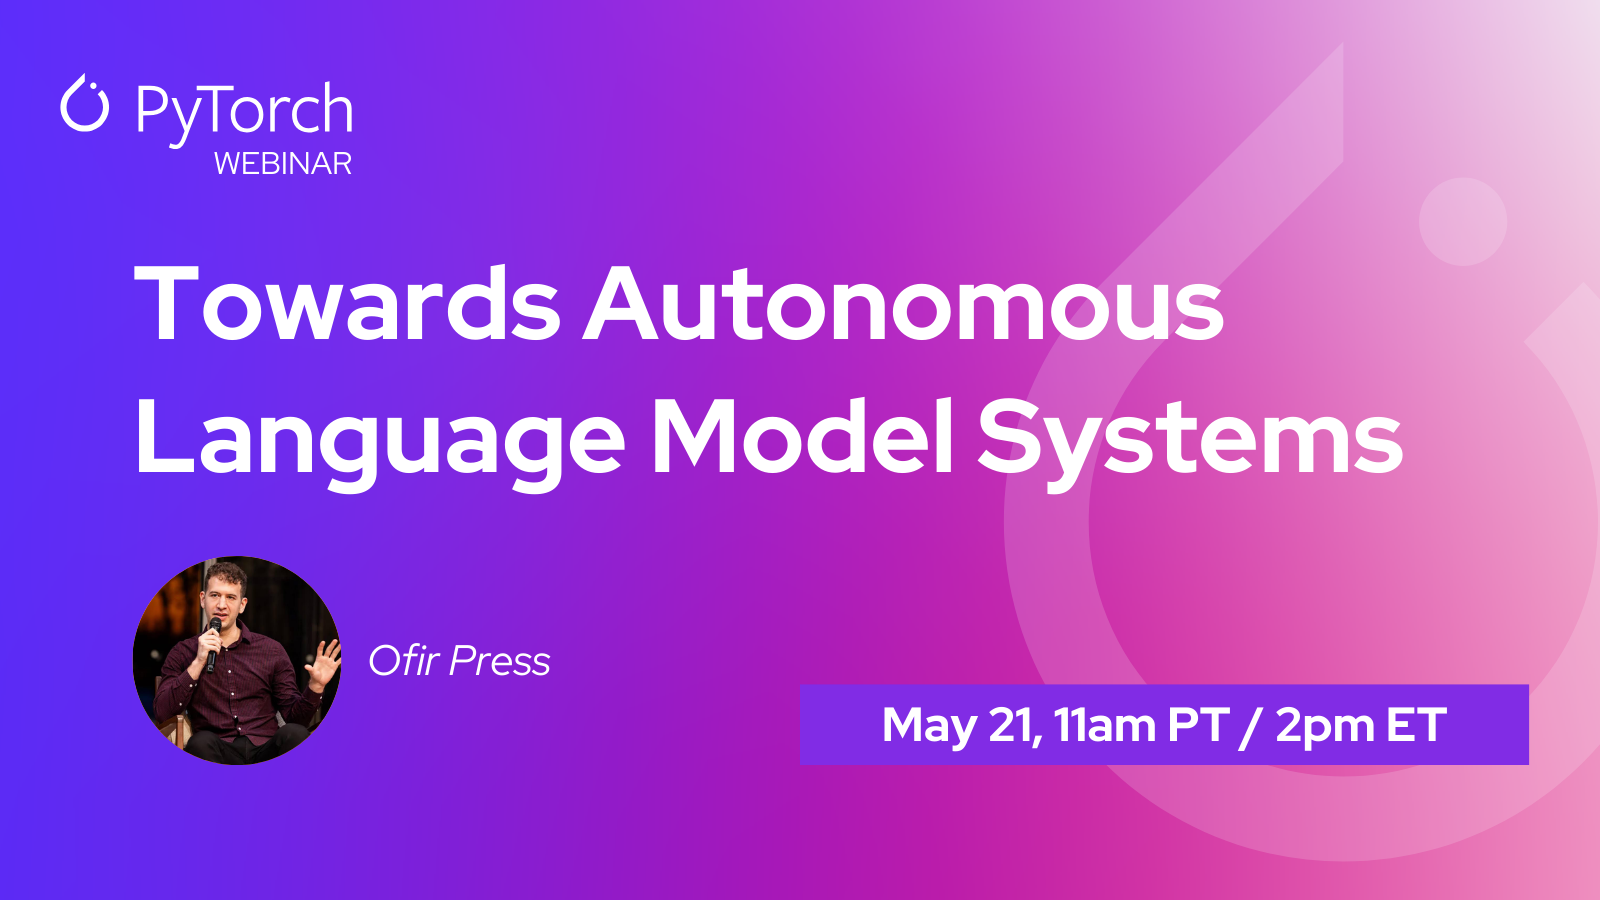 PyTorch
WEBINAR
Towards Autonomous
Language Model Systems
Ofir Press
May 21, 11am PT / 2pm ET